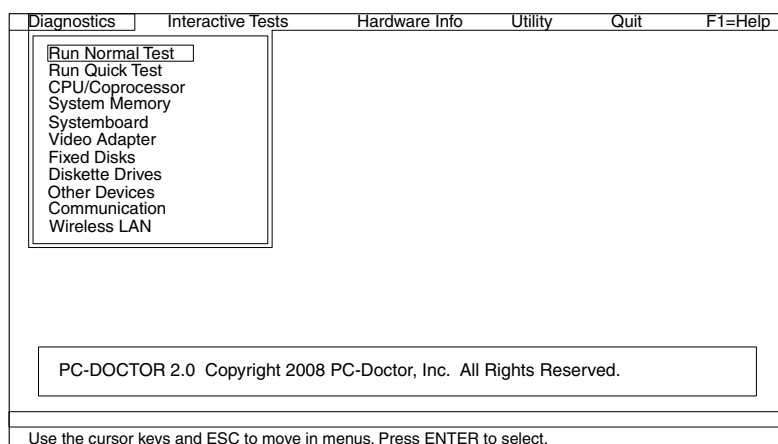 Diagnostics Interactive Tests Hardware Info Utility Quit F1=Help
Run Normal Test
Run Quick Test
CPU/Coprocessor
System Memory
Systemboard
Video Adapter
Fixed Disks
Diskette Drives
Other Devices
Communication
Wireless LAN
PC-DOCTOR 2.0 Copyright 2008 PC-Doctor, Inc. All Rights Reserved.
Use the cursor keys and ESC to move in menus. Press ENTER to select.